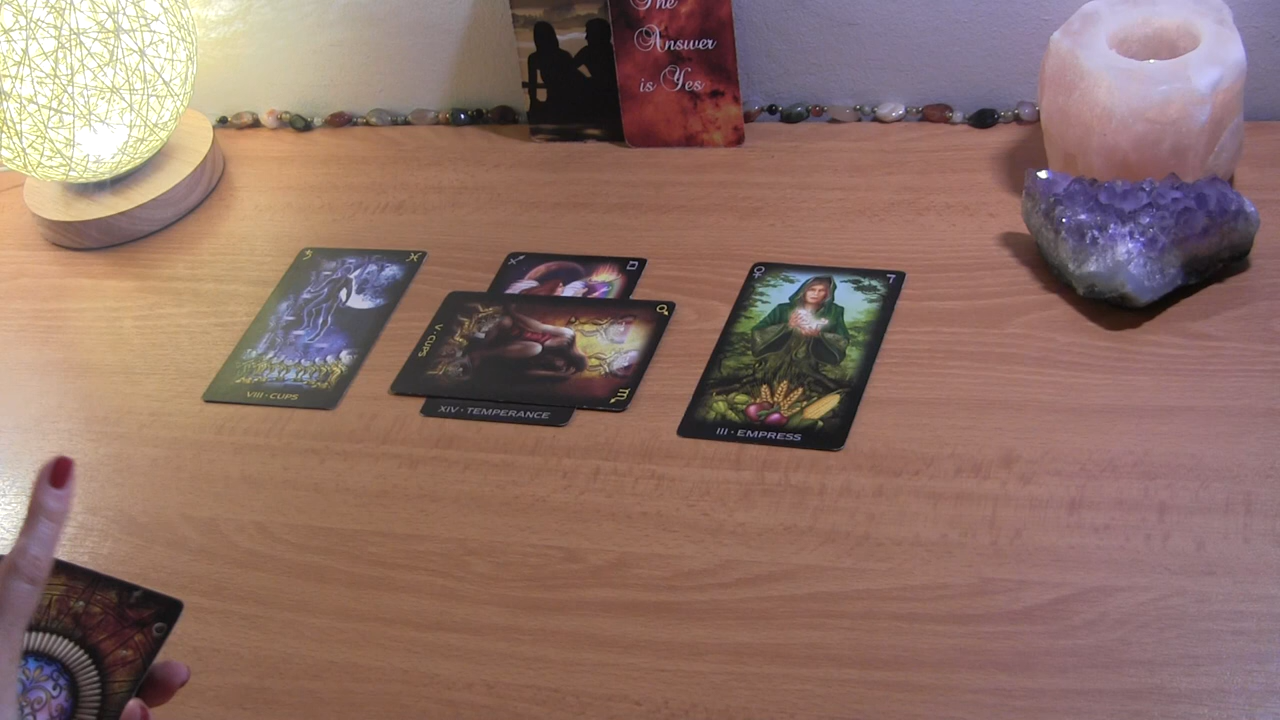 The
Answer
is Yes
VIII • CUPS
V • CUPS
XIV • TEMPERANCE
III • EMPRESS